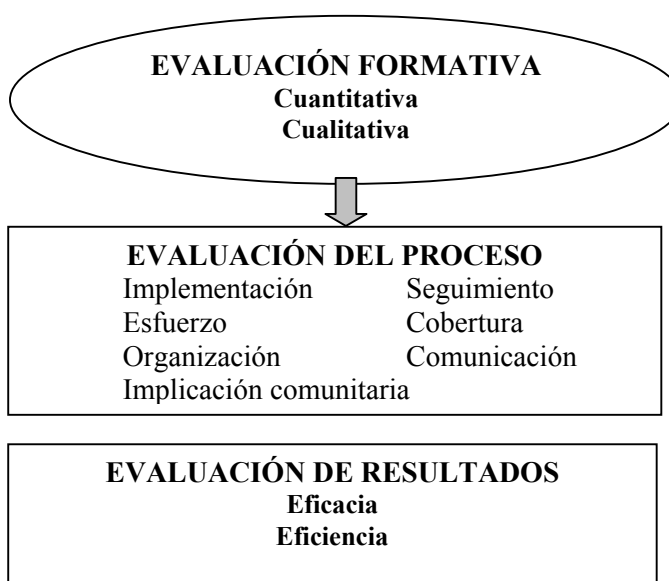 EVALUACIÓN FORMATIVA
Cuantitativa
Cualitativa
EVALUACIÓN DEL PROCESO
Implementación Seguimiento
Esfuerzo Cobertura
Organización Comunicación
Implicación comunitaria
EVALUACIÓN DE RESULTADOS
Eficacia
Eficiencia